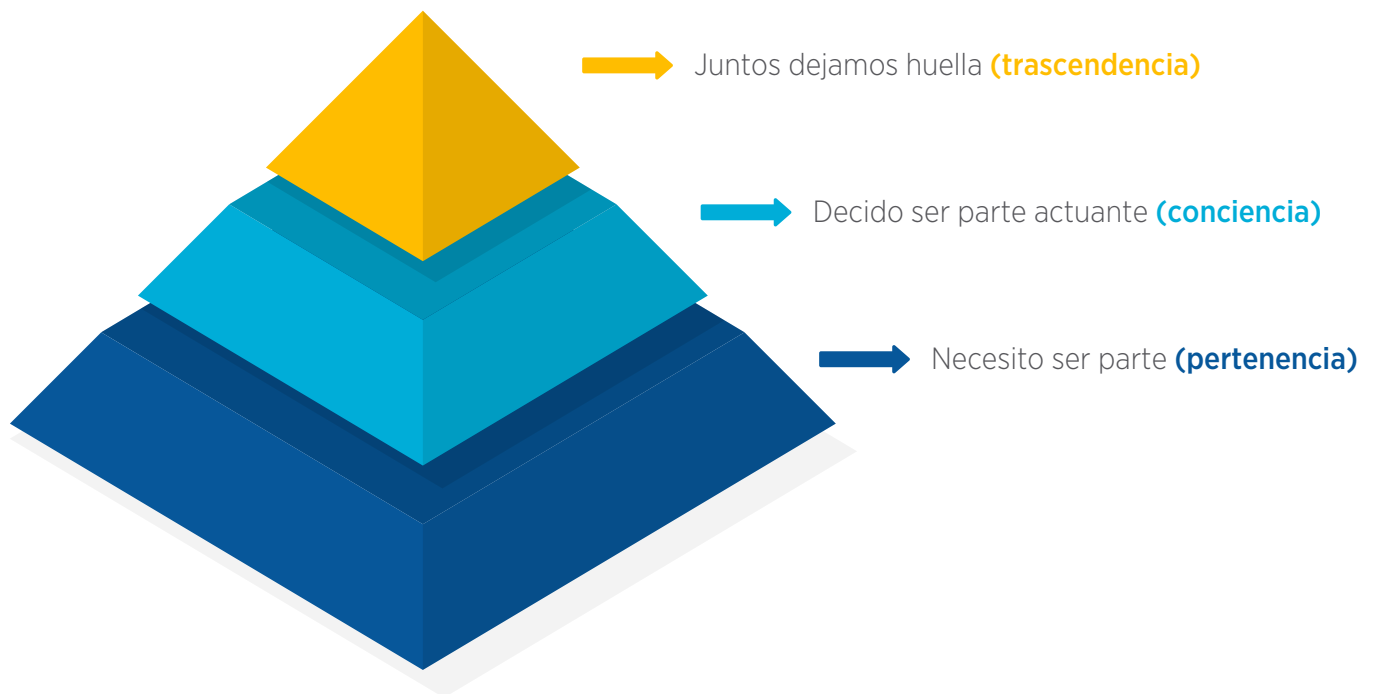 Juntos dejamos huella (trascendencia)
Decido ser parte actuante (conciencia)
Necesito ser parte (pertenencia)